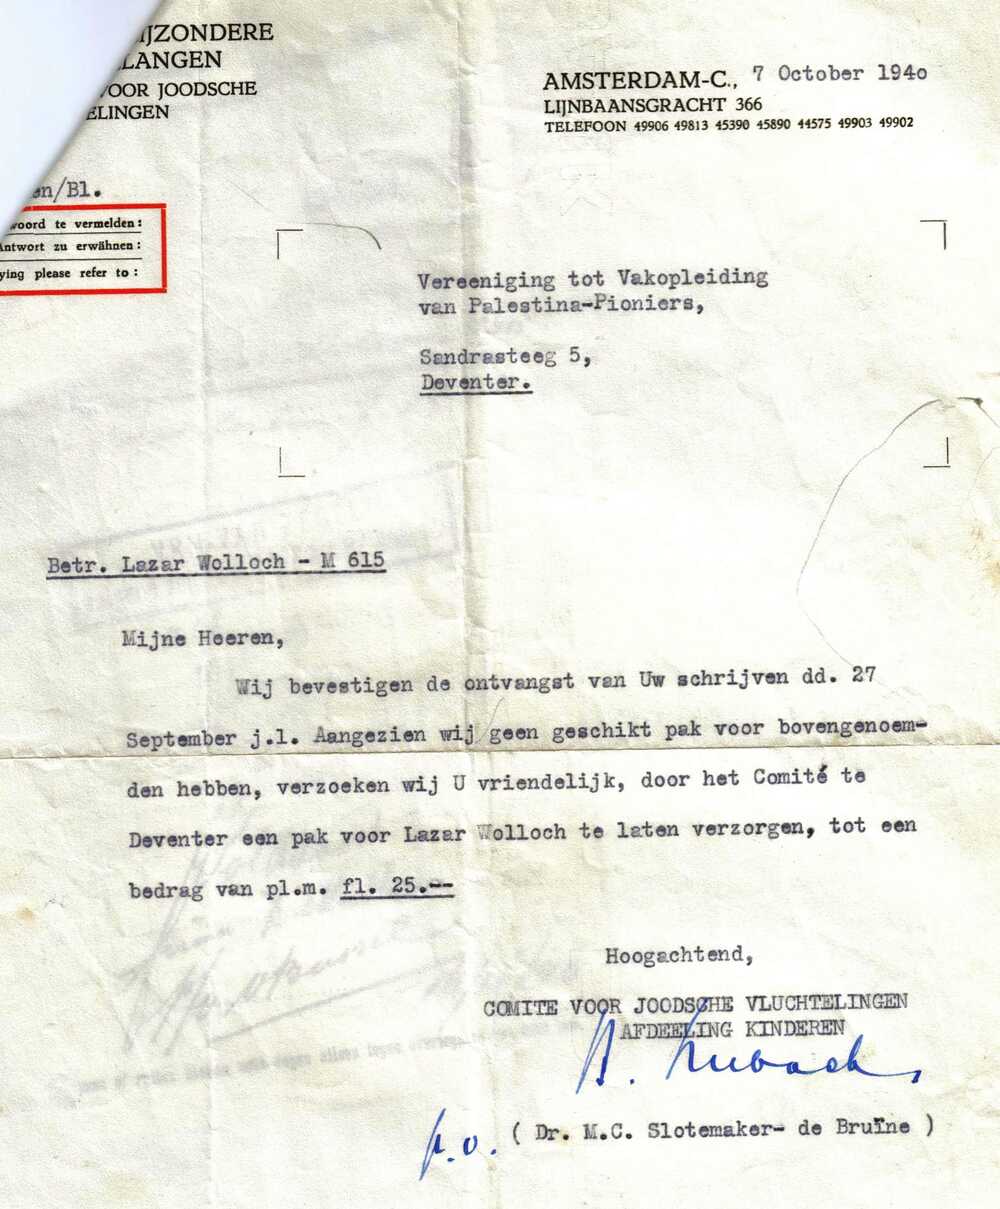 IJZONDERE
LANGEN
VOOR JOODSCHE
ELINGEN
AMSTERDAM-C., 7 October 1940
LIJNBAANSGRACHT 366
TELEFOON 49906 49813 45390 45890 44575 49903 49902
en/Bl.
woord te vermelden:
Antwort zu erwähnen:
ying please refer to:
Vereeniging tot Vakopleiding
van Palestina-Pioniers,
Sandrasteeg 5,
Deventer.
Betr. Lazar Wolloch - M 615
Mijne Heeren,
Wij bevestigen de ontvangst van Uw schrijven dd. 27
September j.l. Aangezien wij geen geschikt pak voor bovengenoem-
den hebben, verzoeken wij U vriendelijk, door het Comité te
Deventer een pak voor Lazar Wolloch te laten verzorgen, tot een
bedrag van pl.m. fl. 25.--
Hoogachtend,
COMITE VOOR JOODSCHE VLUCHTELINGEN
AFDEELING KINDEREN
p.o. ( Dr. M.C. Slotemaker- de Bruïne )